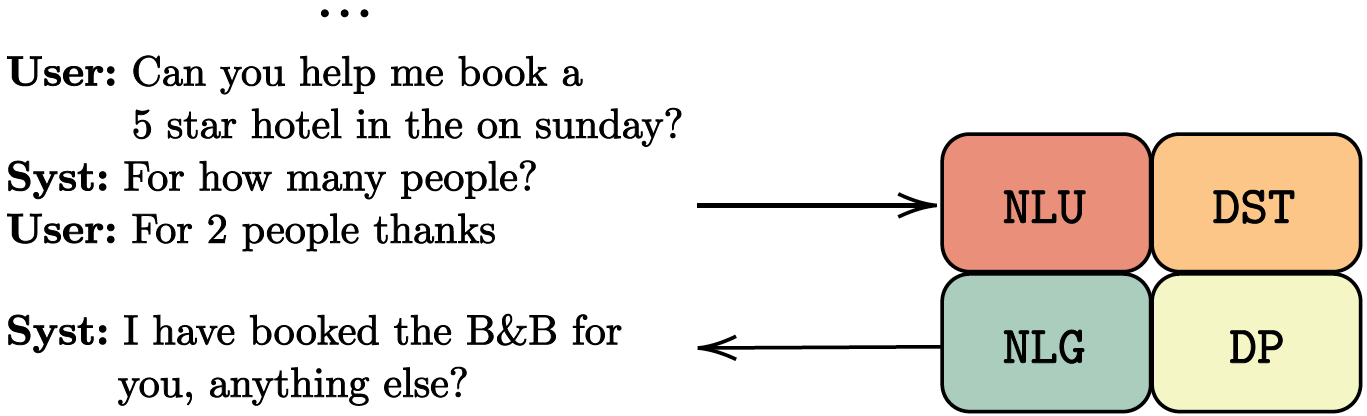 ...
User: Can you help me book a
5 star hotel in the on sunday?
Syst: For how many people?
User: For 2 people thanks
Syst: I have booked the B&B for
you, anything else?
NLU DST
NLG DP